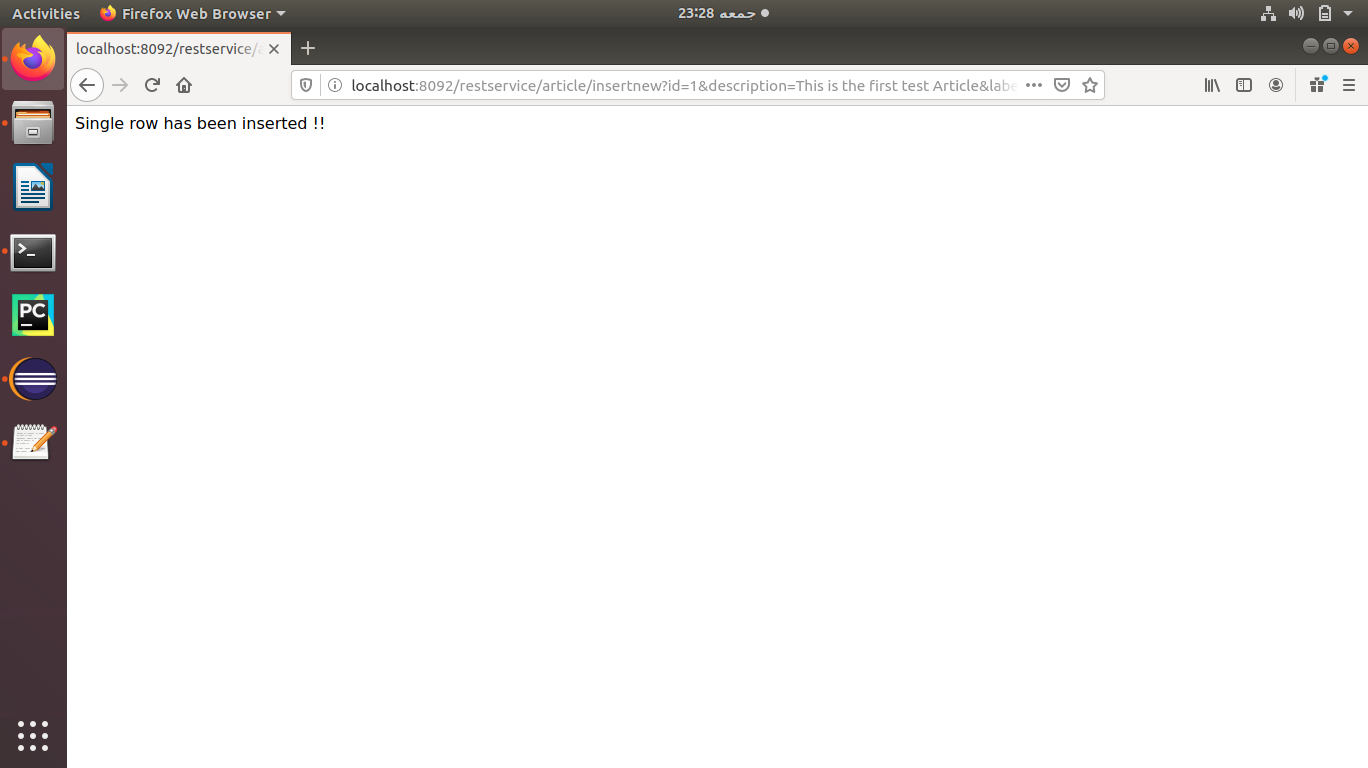 Activities
Firefox Web Browser
23:28 جمعه
localhost:8092/restservice/a
localhost:8092/restservice/article/insertnew?id=1&description=This is the first test Article&labe
Single row has been inserted !!
PC